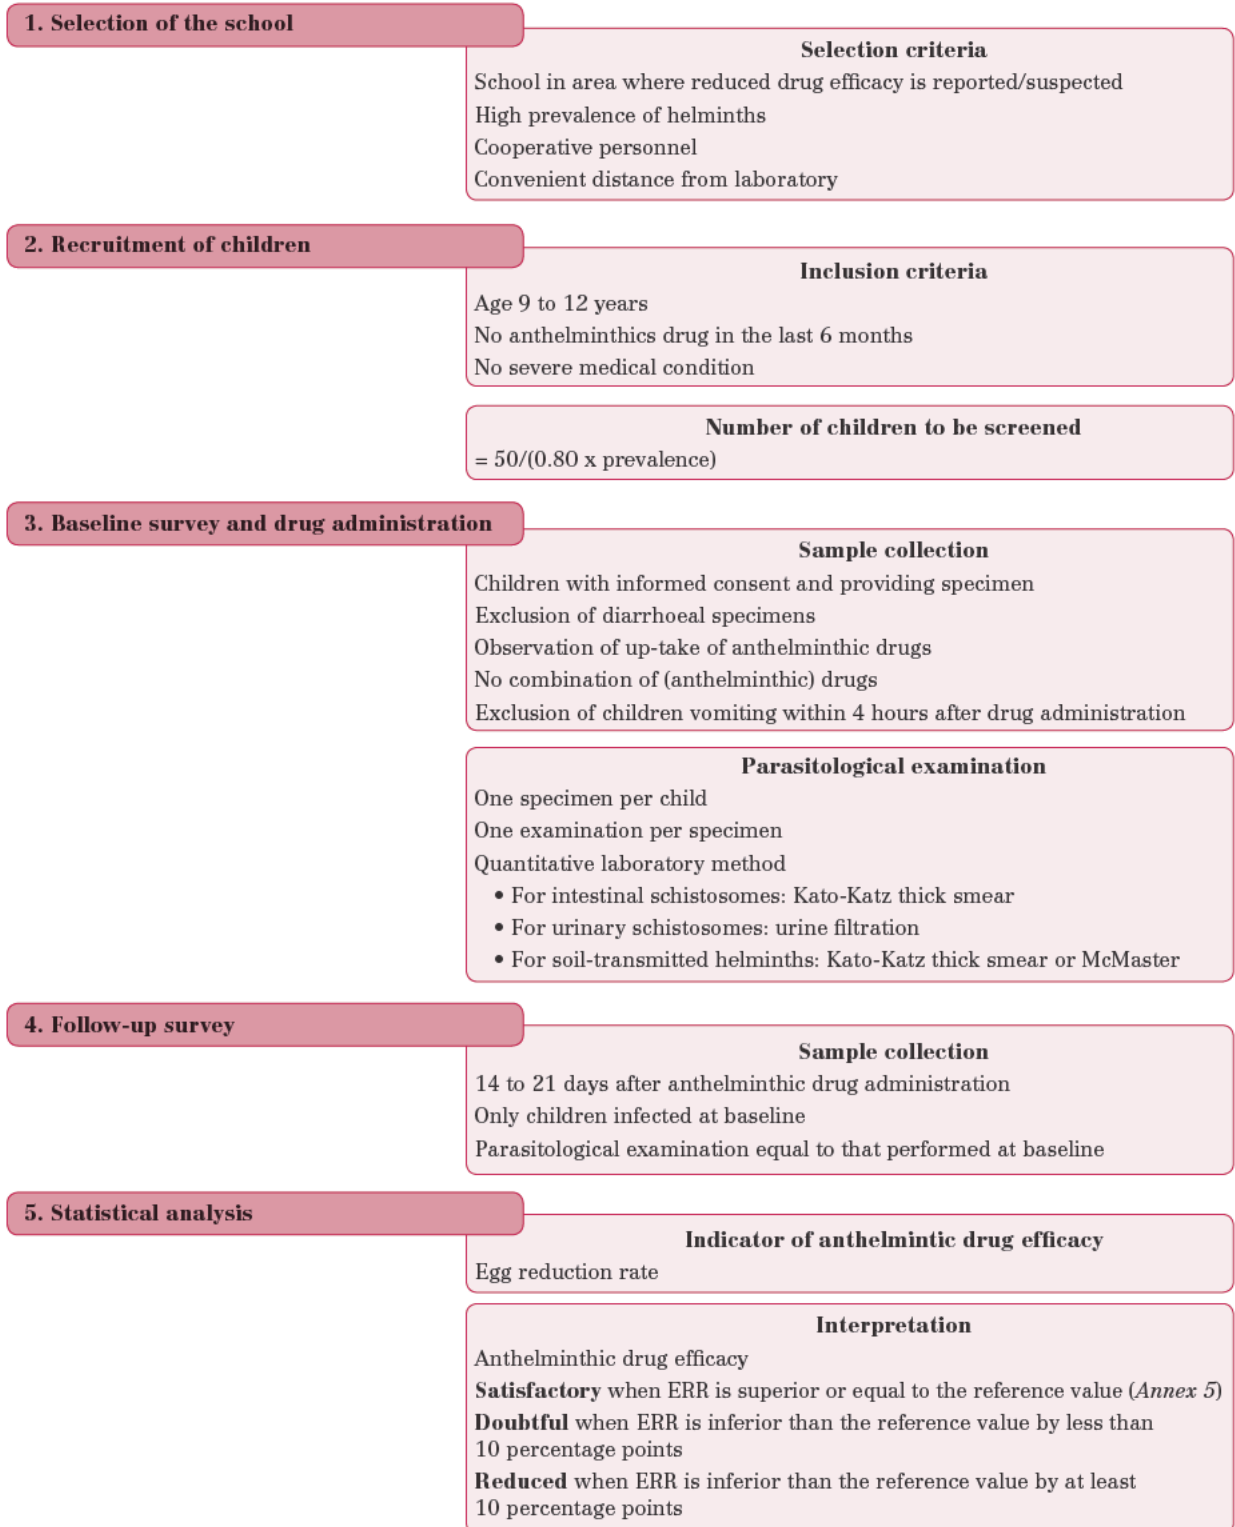 1. Selection of the school
Selection criteria
School in area where reduced drug efficacy is reported/suspected
High prevalence of helminths
Cooperative personnel
Convenient distance from laboratory
2. Recruitment of children
Inclusion criteria
Age 9 to 12 years
No anthelminthics drug in the last 6 months
No severe medical condition
Number of children to be screened
= 50/(0.80 x prevalence)
3. Baseline survey and drug administration
Sample collection
Children with informed consent and providing specimen
Exclusion of diarrhoeal specimens
Observation of up-take of anthelminthic drugs
No combination of (anthelminthic) drugs
Exclusion of children vomiting within 4 hours after drug administration
Parasitological examination
One specimen per child
One examination per specimen
Quantitative laboratory method
• For intestinal schistosomes: Kato-Katz thick smear
• For urinary schistosomes: urine filtration
• For soil-transmitted helminths: Kato-Katz thick smear or McMaster
4. Follow-up survey
Sample collection
14 to 21 days after anthelminthic drug administration
Only children infected at baseline
Parasitological examination equal to that performed at baseline
5. Statistical analysis
Indicator of anthelmintic drug efficacy
Egg reduction rate
Interpretation
Anthelminthic drug efficacy
Satisfactory when ERR is superior or equal to the reference value (Annex 5)
Doubtful when ERR is inferior than the reference value by less than
10 percentage points
Reduced when ERR is inferior than the reference value by at least
10 percentage points